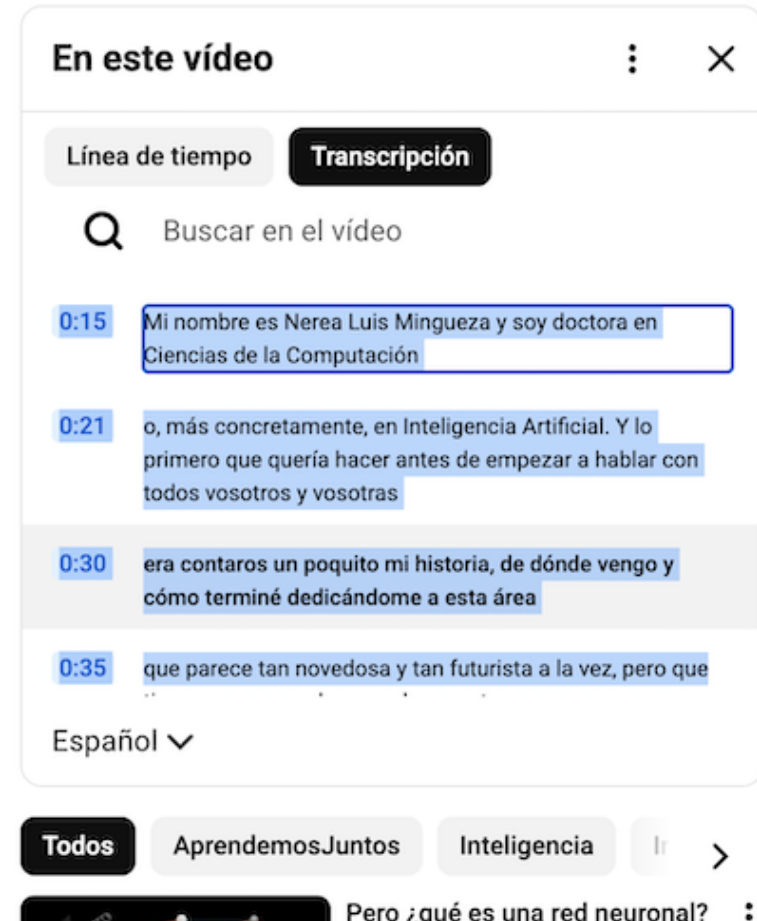 En este vídeo
Línea de tiempo
Transcripción
Buscar en el vídeo
0:15
Mi nombre es Nerea Luis Mingueza y soy doctora en
Ciencias de la Computación
0:21
o, más concretamente, en Inteligencia Artificial. Y lo
primero que quería hacer antes de empezar a hablar con
todos vosotros y vosotras
0:30
era contaros un poquito mi historia, de dónde vengo y
cómo terminé dedicándome a esta área
0:35
que parece tan novedosa y tan futurista a la vez, pero que
Español
Todos
AprendemosJuntos
Inteligencia
Pero ¿qué es una red neuronal?